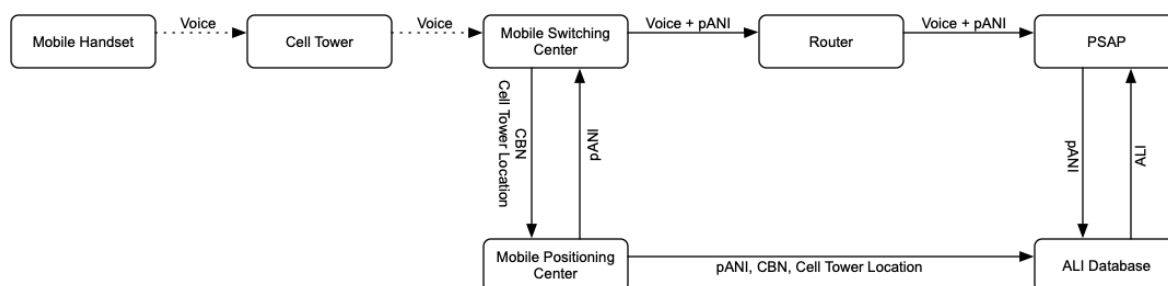 Voice
Voice
Voice + pANI
Voice + pANI
Mobile Handset
Cell Tower
Mobile Switching
Center
Router
PSAP
CBN
Cell Tower Location
pANI
pANI
ALI
Mobile Positioning
Center
pANI, CBN, Cell Tower Location
ALI Database